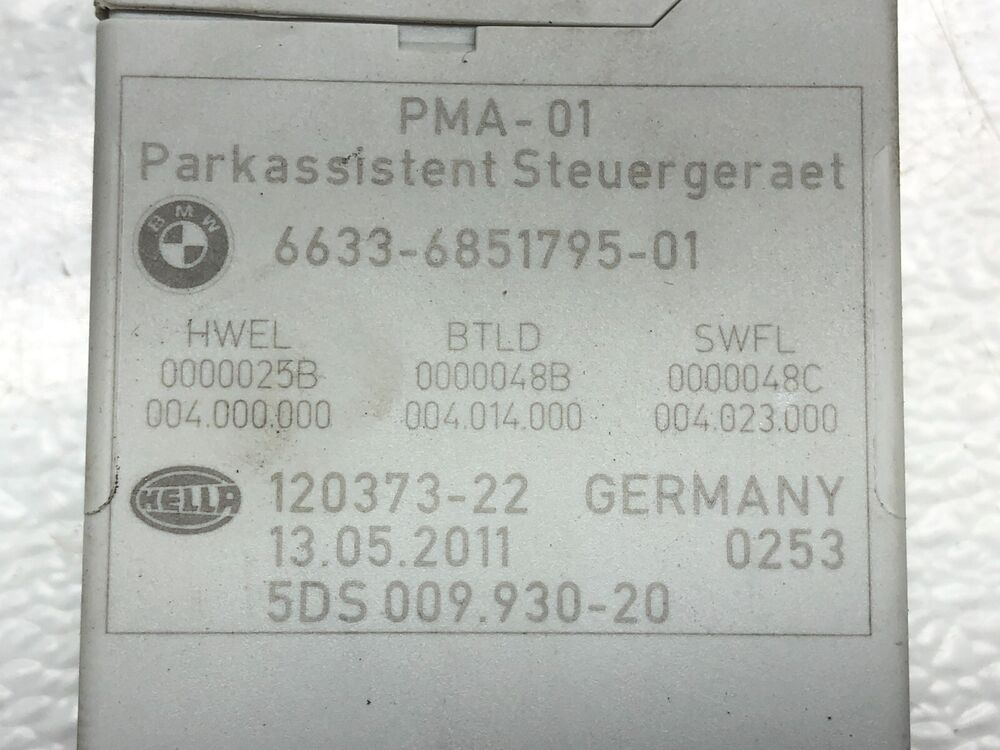 PMA-01
Parkassistent Steuergeraet
BMW 6633-6851795-01
HWEL BTLD SWFL
0000025B 0000048B 0000048C
004.000.000 004.014.000 004.023.000
HELLA 120373-22 GERMANY
13.05.2011 0253
5DS 009.930-20